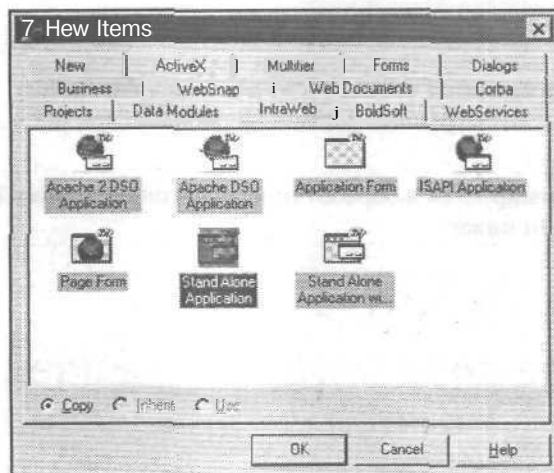 7 Hew Items
New ActiveX Multitier Forms Dialogs
Business WebSnap Web Documents Corba
Projects Data Modules IntraWeb BoldSoft WebServices
Apache 2 DSO Application
Apache DSO Application
Application Form
ISAPI Application
Page Form
Stand Alone Application
Stand Alone Application wi...
Copy Inherit Use
OK Cancel Help